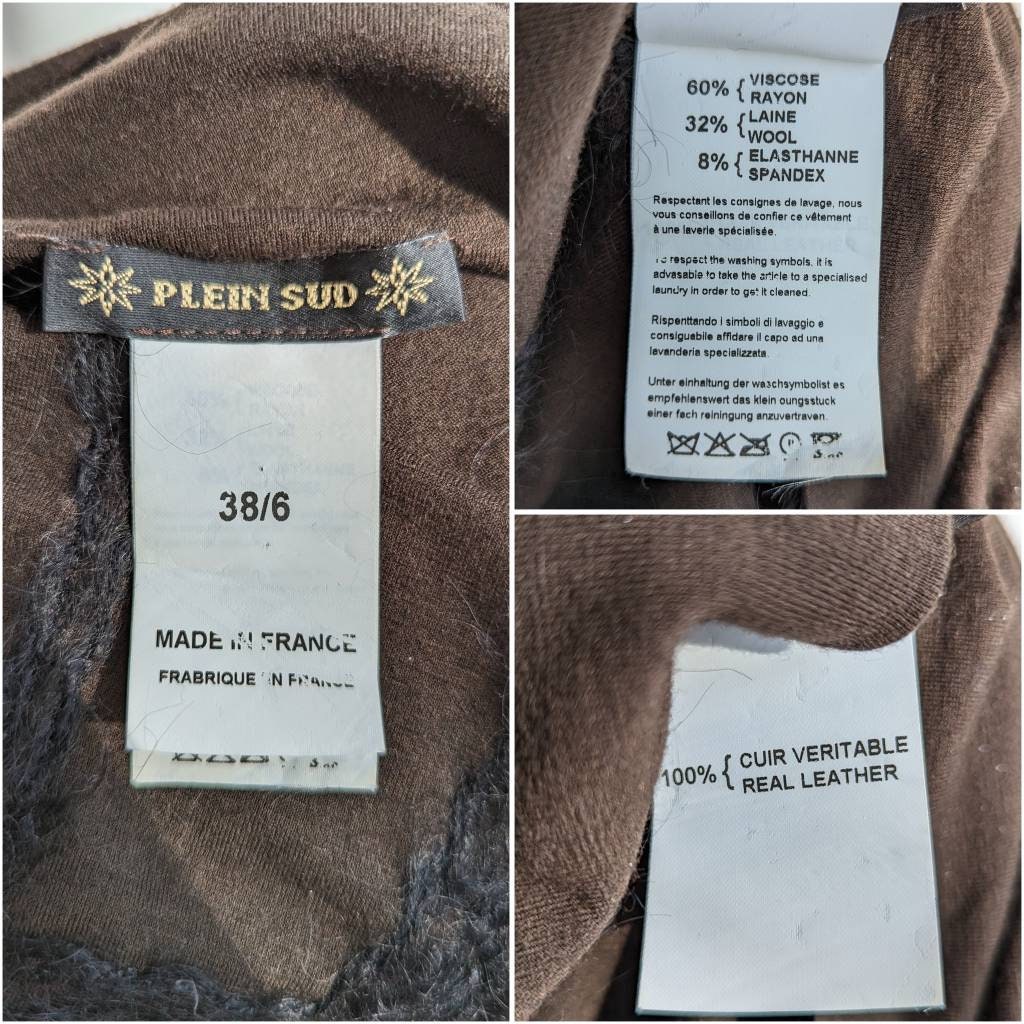 PLEIN SUD
38/6
MADE IN FRANCE
FRABRIQUE EN FRANCE
60% { VISCOSE
RAYON
32% { LAINE
WOOL
8% { ELASTHANNE
SPANDEX
Respectant les consignes de lavage, nous
vous conseillons de confier ce vêtement
à une laverie spécialisée.
To respect the washing symbols, it is
advasable to take the article to a specialised
laundry in order to get it cleaned.
Rispenttando i simboli di lavaggio e
consiguabile affidare il capo ad una
lavanderia specializzata.
Unter einhaltung der waschsymbolist es
empfehlenswert das klein oungsstuck
einer fach reiningung anzuvertraven.
100% { CUIR VERITABLE
REAL LEATHER